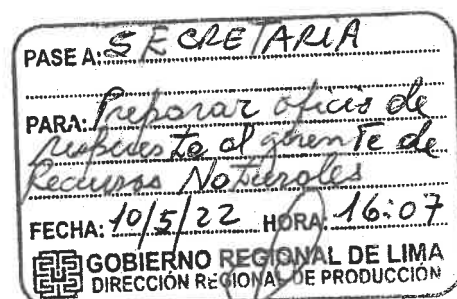 PASE A: SECRETARIA
PARA: Preparar oficio de
respuesta al gerente de
Recursos Naturales
FECHA: 10/5/22 HORA: 16:07
GOBIERNO REGIONAL DE LIMA
DIRECCIÓN REGIONAL DE PRODUCCIÓN